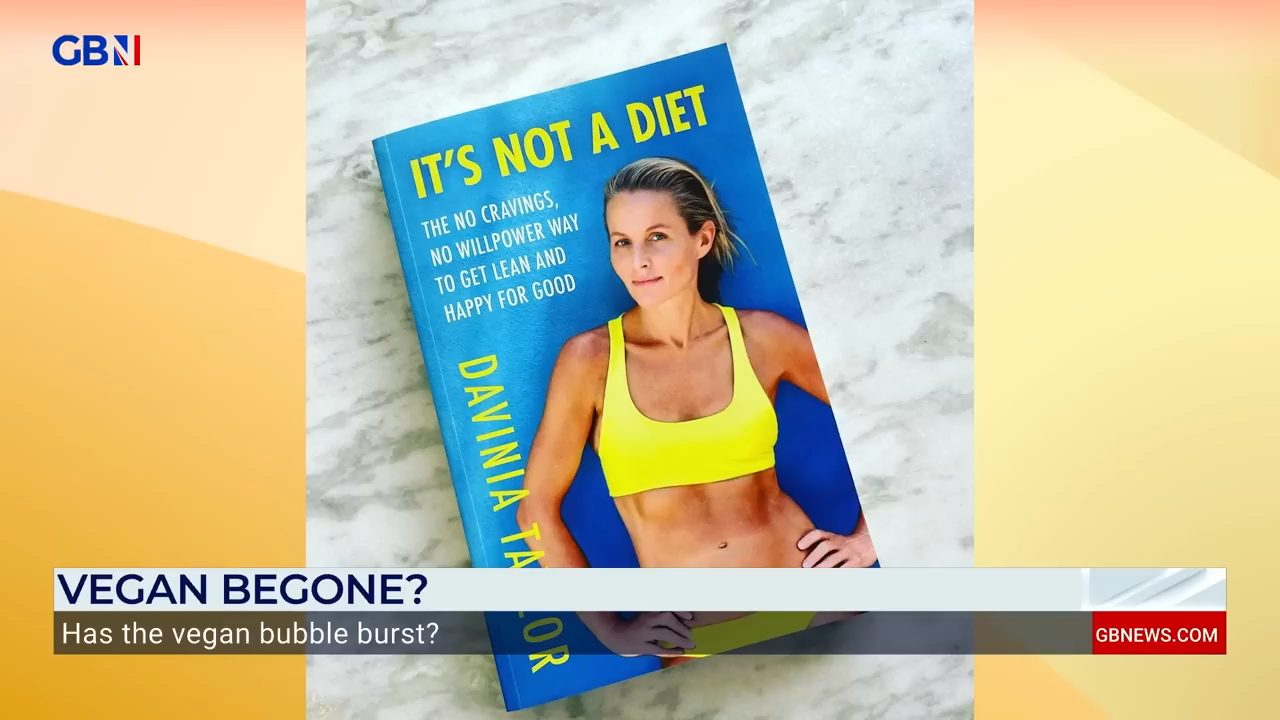 GBN
IT'S NOT A DIET
THE NO CRAVINGS,
NO WILLPOWER WAY
TO GET LEAN AND
HAPPY FOR GOOD
DAVINIA TA LOR
VEGAN BEGONE?
Has the vegan bubble burst?
GBNEWS.COM